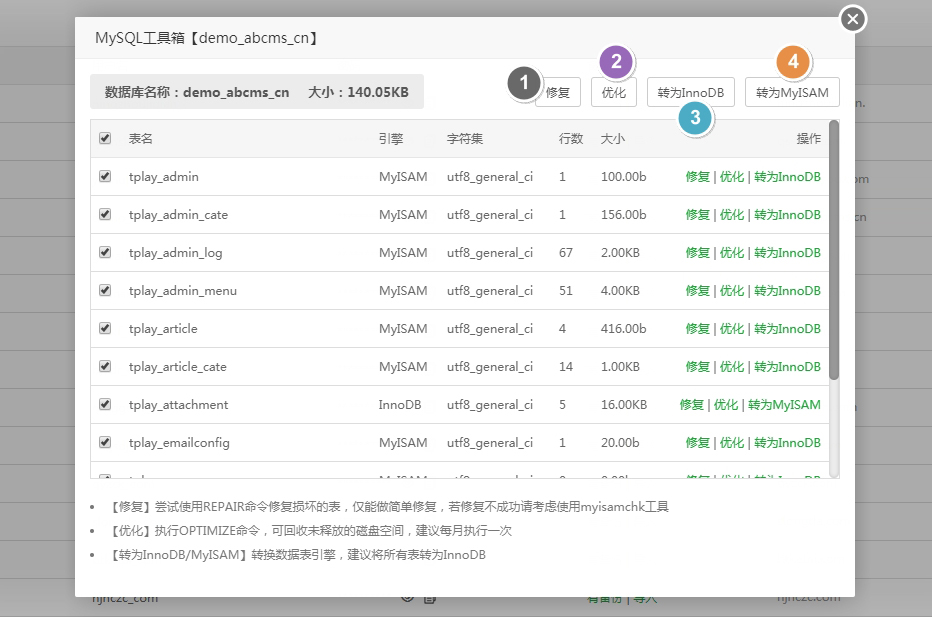 MySQL工具箱【demo_abcms_cn】
数据库名称：demo_abcms_cn 大小：140.05KB
1 修复 2 优化 3 转为InnoDB 4 转为MyISAM
表名 引擎 字符集 行数 大小 操作
tplay_admin MyISAM utf8_general_ci 1 100.00b 修复 | 优化 | 转为InnoDB
tplay_admin_cate MyISAM utf8_general_ci 1 156.00b 修复 | 优化 | 转为InnoDB
tplay_admin_log MyISAM utf8_general_ci 67 2.00KB 修复 | 优化 | 转为InnoDB
tplay_admin_menu MyISAM utf8_general_ci 51 4.00KB 修复 | 优化 | 转为InnoDB
tplay_article MyISAM utf8_general_ci 4 416.00b 修复 | 优化 | 转为InnoDB
tplay_article_cate MyISAM utf8_general_ci 14 1.00KB 修复 | 优化 | 转为InnoDB
tplay_attachment InnoDB utf8_general_ci 5 16.00KB 修复 | 优化 | 转为MyISAM
tplay_emailconfig MyISAM utf8_general_ci 1 20.00b 修复 | 优化 | 转为InnoDB
【修复】尝试使用REPAIR命令修复损坏的表，仅能做简单修复，若修复不成功请考虑使用myisamchk工具
【优化】执行OPTIMIZE命令，可回收未释放的磁盘空间，建议每月执行一次
【转为InnoDB/MyISAM】转换数据表引擎，建议将所有表转为InnoDB